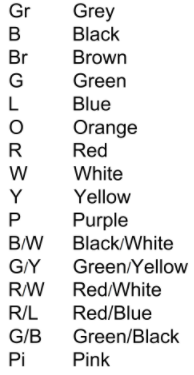 Gr Grey
B Black
Br Brown
G Green
L Blue
O Orange
R Red
W White
Y Yellow
P Purple
B/W Black/White
G/Y Green/Yellow
R/W Red/White
R/L Red/Blue
G/B Green/Black
Pi Pink